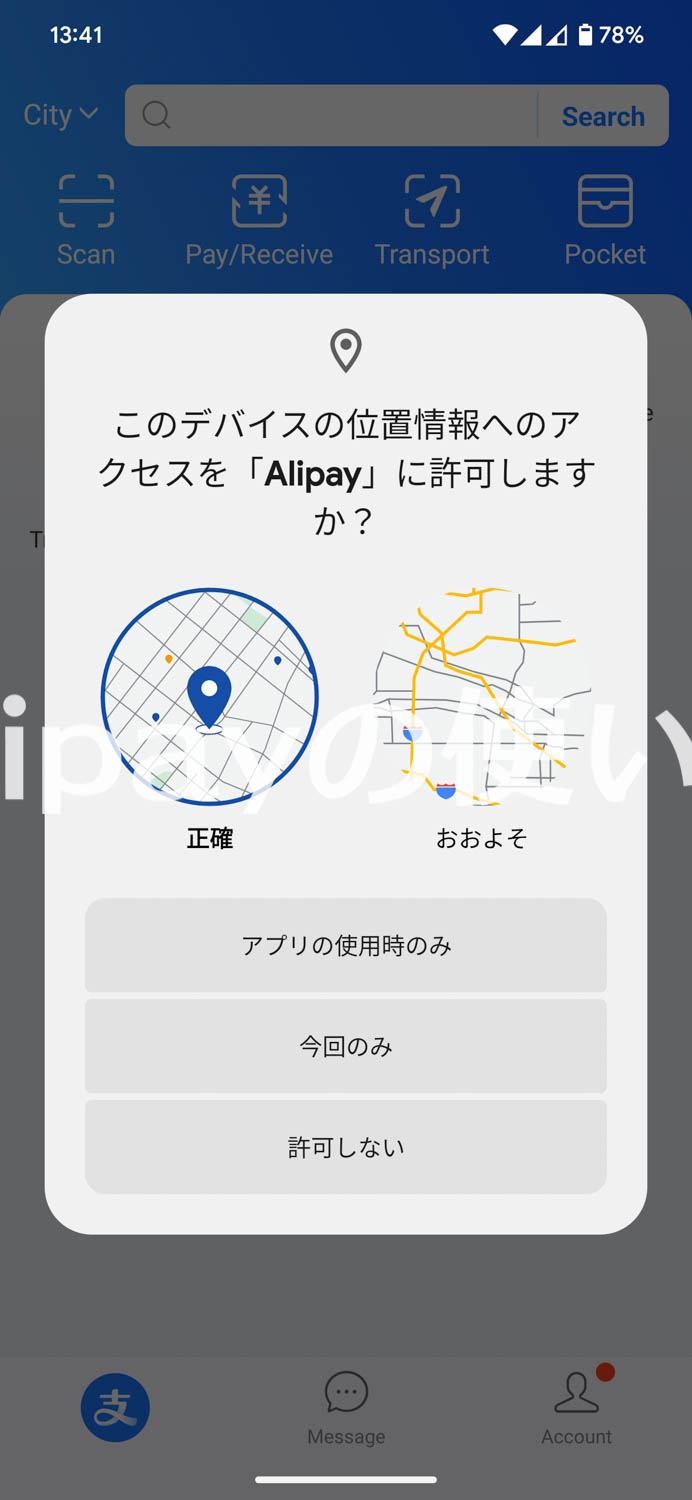 13:41
78%
City
Search
Scan
Pay/Receive
Transport
Pocket
このデバイスの位置情報へのア
クセスを「Alipay」に許可します
か？
ipayの使い
正確
おおよそ
アプリの使用時のみ
今回のみ
許可しない
支
Message
Account